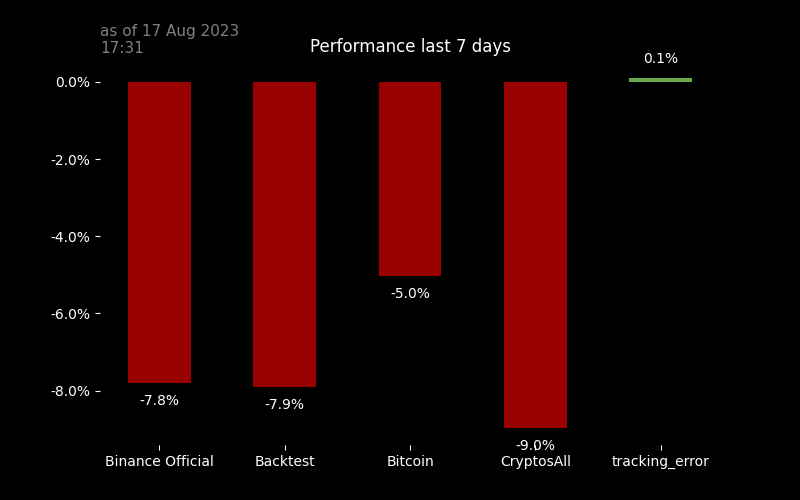 as of 17 Aug 2023
17:31
Performance last 7 days
0.1%
0.0%
-2.0%
-4.0%
-6.0%
-8.0%
-5.0%
-7.8%
-7.9%
-9.0%
Binance Official
Backtest
Bitcoin
CryptosAll
tracking_error